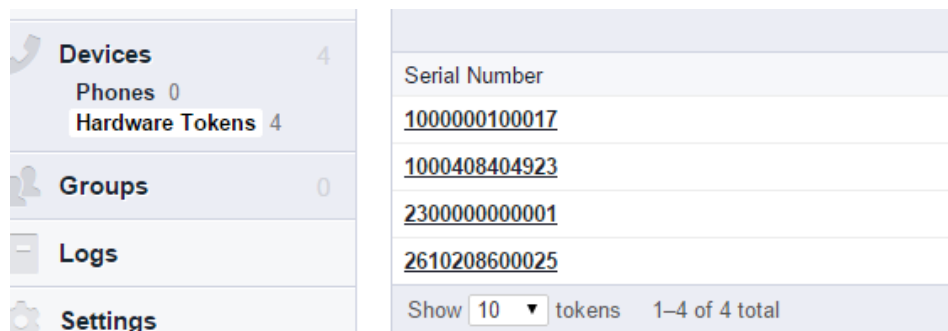 Devices 4
Phones 0
Hardware Tokens 4
Groups 0
Logs
Settings
Serial Number
1000000100017
1000408404923
2300000000001
2610208600025
Show 10 ▼ tokens 1–4 of 4 total